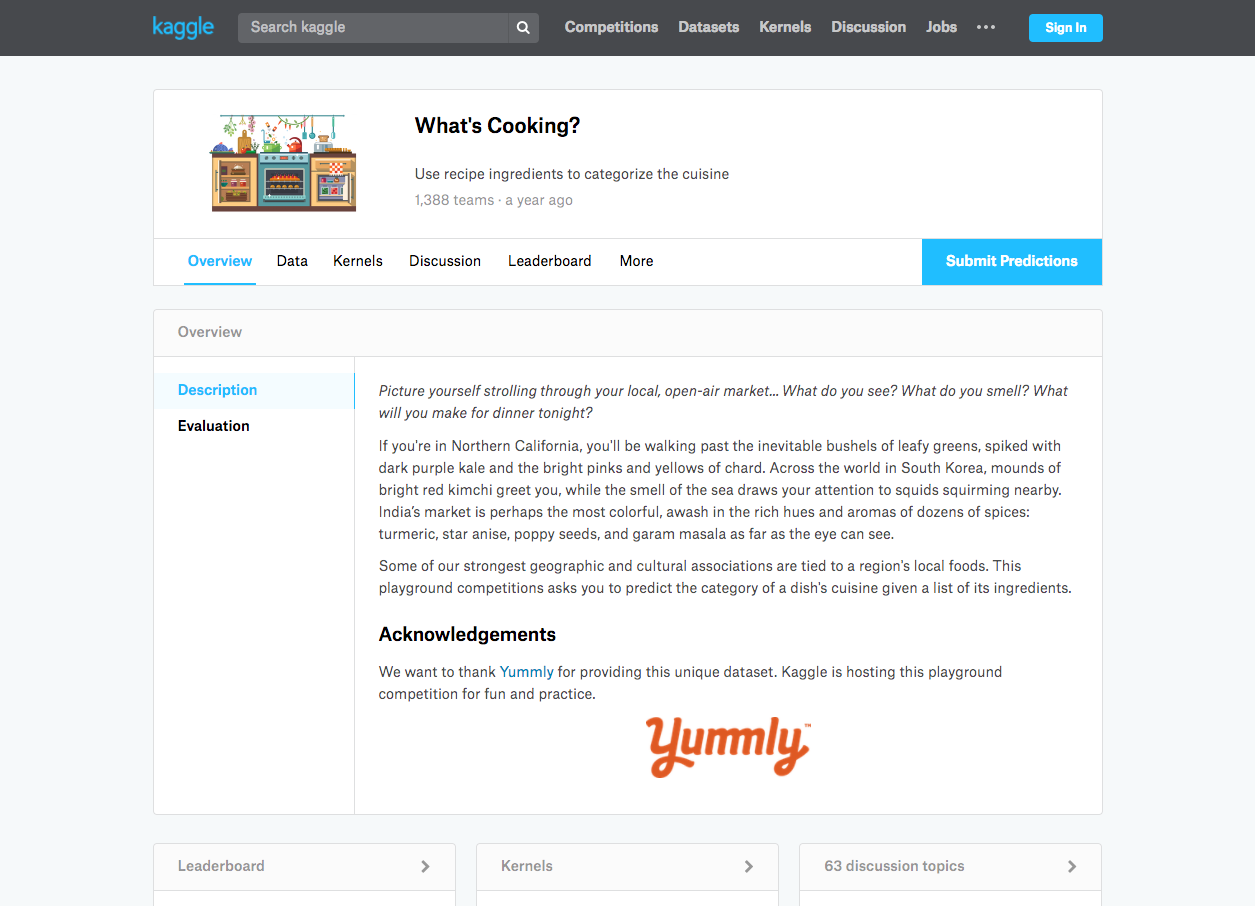 kaggle
Search kaggle
Competitions Datasets Kernels Discussion Jobs ••• Sign In
What's Cooking?
Use recipe ingredients to categorize the cuisine
1,388 teams · a year ago
Overview Data Kernels Discussion Leaderboard More Submit Predictions
Overview
Description
Evaluation
Picture yourself strolling through your local, open-air market... What do you see? What do you smell? What
will you make for dinner tonight?
If you're in Northern California, you'll be walking past the inevitable bushels of leafy greens, spiked with
dark purple kale and the bright pinks and yellows of chard. Across the world in South Korea, mounds of
bright red kimchi greet you, while the smell of the sea draws your attention to squids squirming nearby.
India's market is perhaps the most colorful, awash in the rich hues and aromas of dozens of spices:
turmeric, star anise, poppy seeds, and garam masala as far as the eye can see.
Some of our strongest geographic and cultural associations are tied to a region's local foods. This
playground competitions asks you to predict the category of a dish's cuisine given a list of its ingredients.
Acknowledgements
We want to thank Yummly for providing this unique dataset. Kaggle is hosting this playground
competition for fun and practice.
Yummly™
Leaderboard
Kernels
63 discussion topics